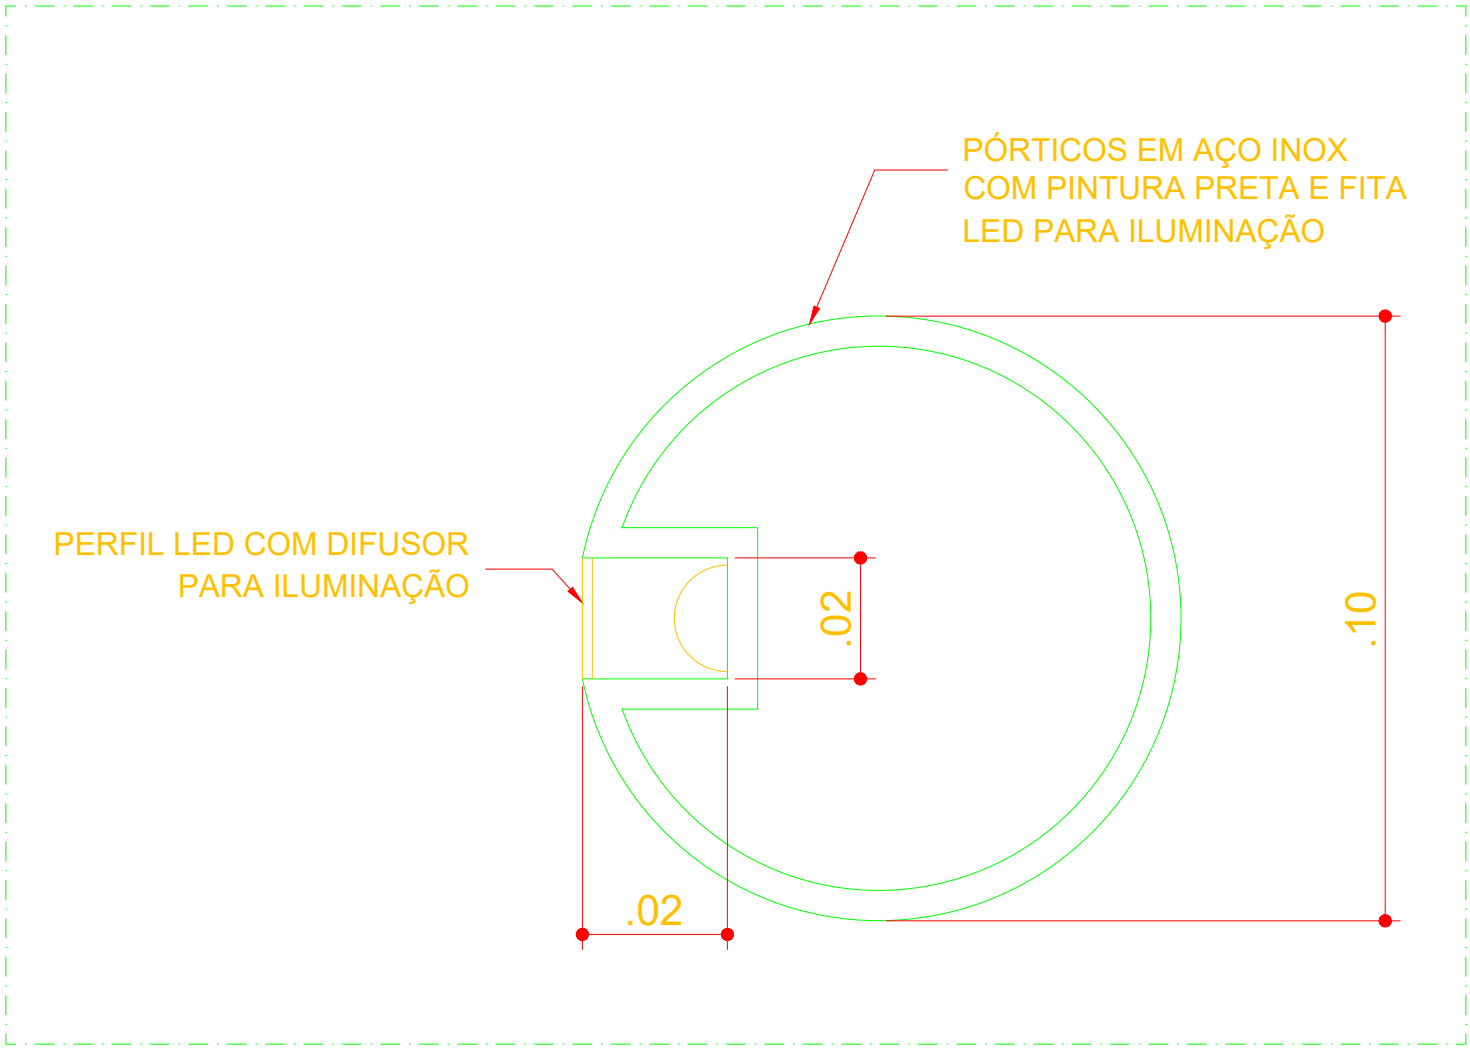 PÓRTICOS EM AÇO INOX
COM PINTURA PRETA E FITA
LED PARA ILUMINAÇÃO
PERFIL LED COM DIFUSOR
PARA ILUMINAÇÃO
.02
.10
.02